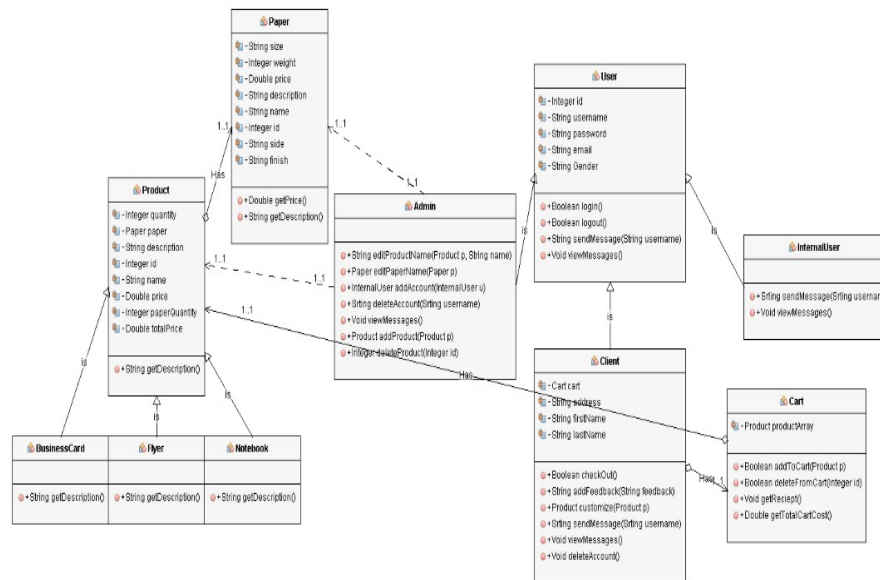 Paper
-String size
-Integer weight
-Double price
-String description
-String name
-Integer id
-String side
-String finish
+Double getPrice()
+String getDescription()
1..1
Has
1..1
1..1
Product
-Integer quantity
-Paper paper
-String description
-Integer id
-String name
-Double price
-Integer paperQuantity
-Double totalPrice
+String getDescription()
1..1
1..1
1..1
is
is
is
BusinessCard
+String getDescription()
Flyer
+String getDescription()
Notebook
+String getDescription()
Admin
+String editProductName(Product p, String name)
+Paper editPaperName(Paper p)
+InternalUser addAccount(InternalUser u)
+Srting deleteAccount(Srting username)
+Void viewMessages()
+Product addProduct(Product p)
+Integer deleteProduct(Integer id)
Has
is
User
-Integer id
-String username
-String password
-String email
-String Gender
+Boolean login()
+Boolean logout()
+String sendMessage(String username)
+Void viewMessages()
is
is
InternalUser
+Srting sendMessage(Srting usernam
+Void viewMessages()
Client
-Cart cart
-String address
-String firstName
-String lastName
+Boolean checkOut()
+String addFeedback(String feedback)
+Product customize(Product p)
+Srting sendMessage(Srting username)
+Void viewMessages()
+Void deleteAccount()
Has
Cart
-Product productArray
+Boolean addToCart(Product p)
+Boolean deleteFromCart(Integer id)
+Void getReciept()
+Double getTotalCartCost()